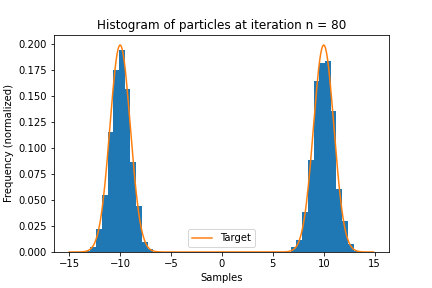 Histogram of particles at iteration n = 80
0.200
0.175
0.150
0.125
0.100
0.075
0.050
0.025
0.000
Frequency (normalized)
Target
−15 −10 −5 0 5 10 15
Samples